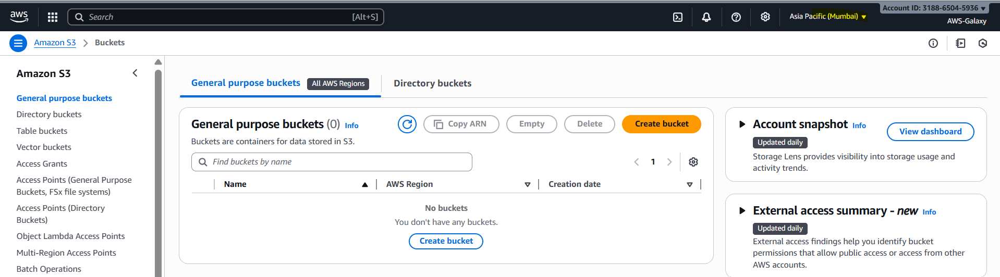 aws
Search [Alt+S]
Asia Pacific (Mumbai)
Account ID: 3188-6504-5936
AWS-Galaxy
Amazon S3 > Buckets
Amazon S3
General purpose buckets
Directory buckets
Table buckets
Vector buckets
Access Grants
Access Points (General Purpose
Buckets, FSx file systems)
Access Points (Directory
Buckets)
Object Lambda Access Points
Multi-Region Access Points
Batch Operations
General purpose buckets All AWS Regions
Directory buckets
General purpose buckets (0) Info
Copy ARN
Empty
Delete
Create bucket
Buckets are containers for data stored in S3.
Find buckets by name
1
Name AWS Region Creation date
No buckets
You don't have any buckets.
Create bucket
Account snapshot Info
View dashboard
Updated daily
Storage Lens provides visibility into storage usage and
activity trends.
External access summary - new Info
Updated daily
External access findings help you identify bucket
permissions that allow public access or access from other
AWS accounts.